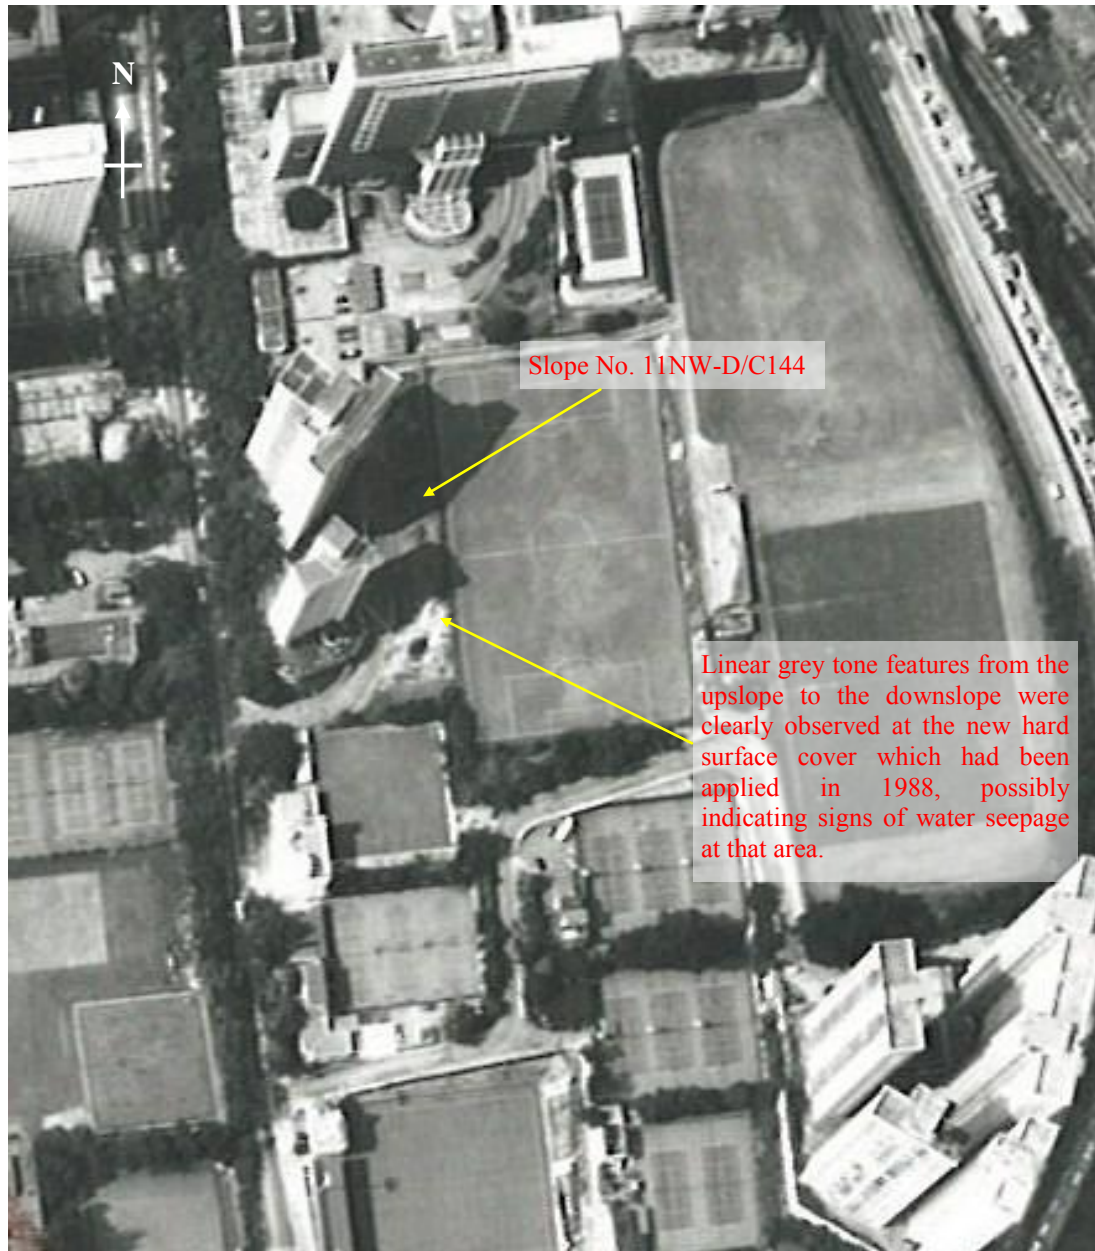 N
Slope No. 11NW-D/C144
Linear grey tone features from the
upslope to the downslope were
clearly observed at the new hard
surface cover which had been
applied in 1988, possibly
indicating signs of water seepage
at that area.